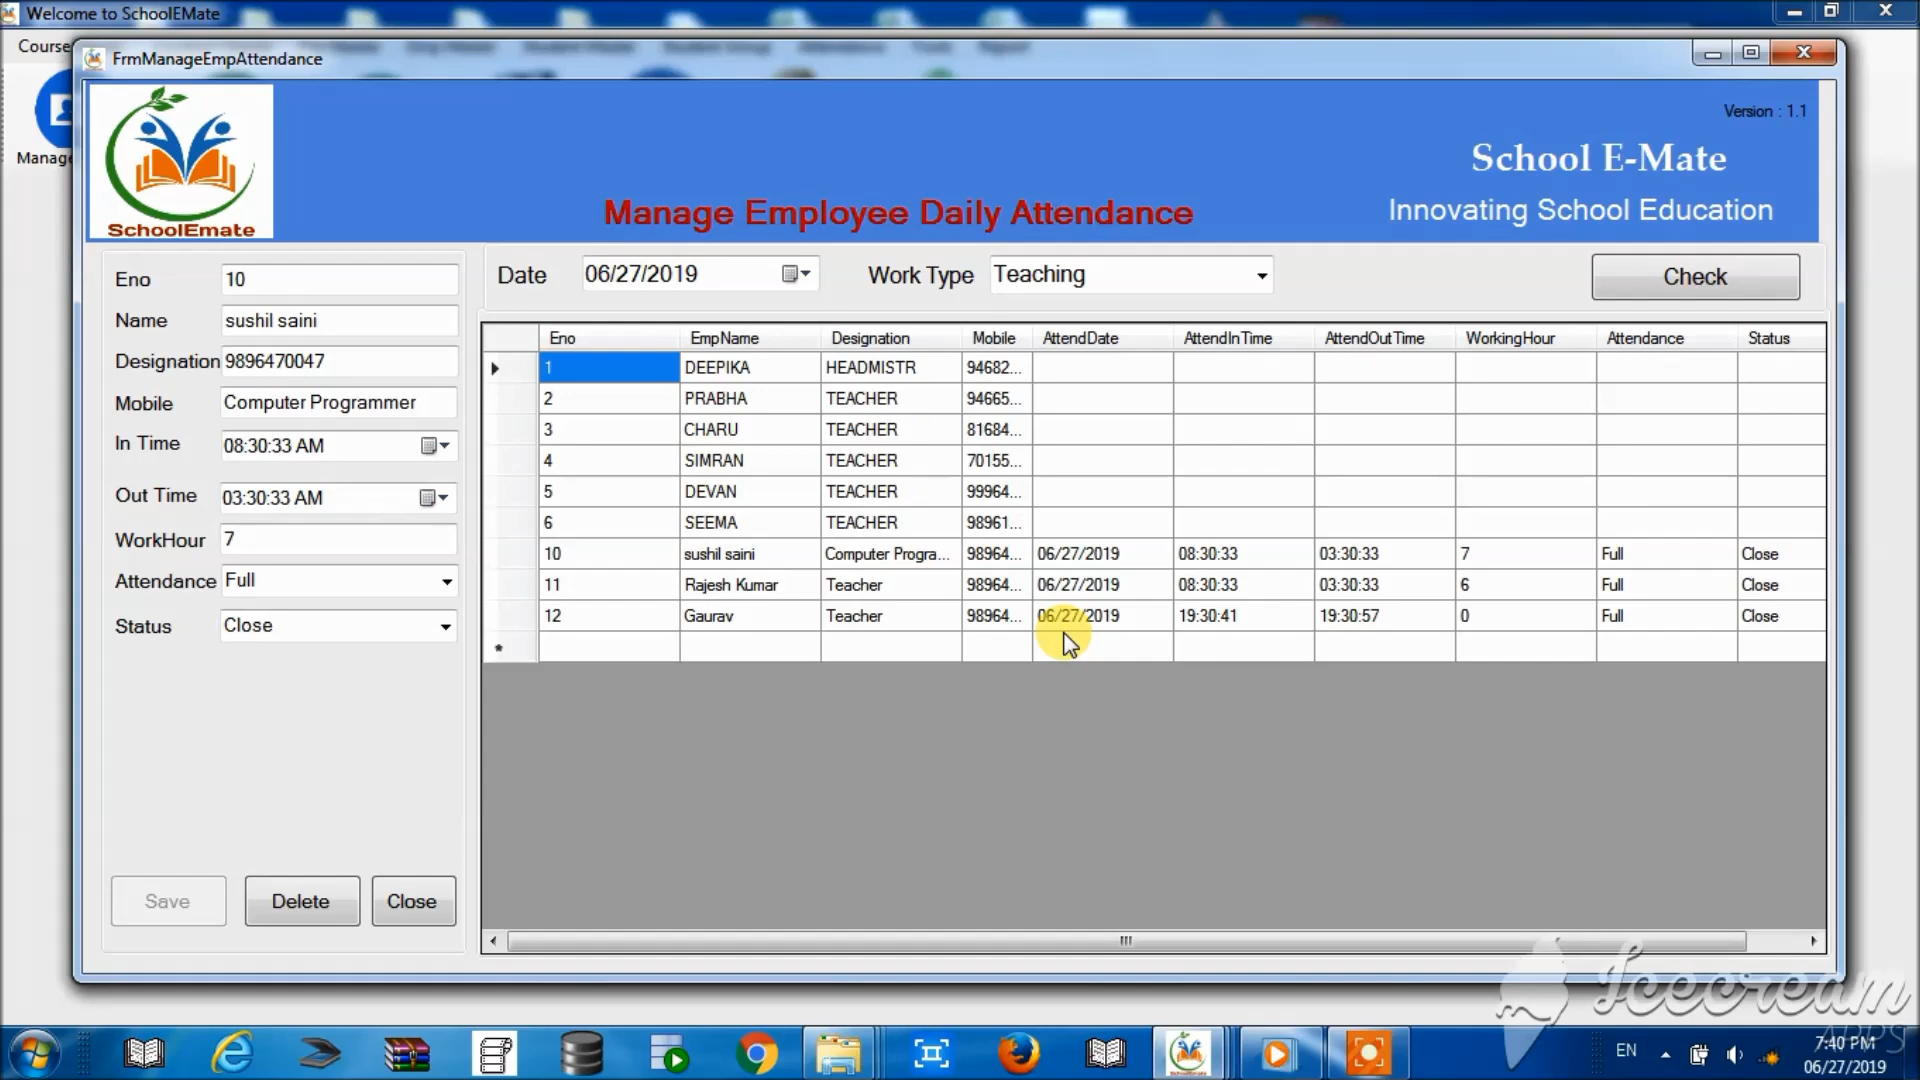 Welcome to SchoolEMate
Course
FrmManageEmpAttendance
Manage
SchoolEmate
Version : 1.1
School E-Mate
Innovating School Education
Manage Employee Daily Attendance
Eno 10
Name sushil saini
Designation 9896470047
Mobile Computer Programmer
In Time 08:30:33 AM
Out Time 03:30:33 AM
WorkHour 7
Attendance Full
Status Close
Save Delete Close
Date 06/27/2019 Work Type Teaching Check
Eno EmpName Designation Mobile AttendDate AttendInTime AttendOutTime WorkingHour Attendance Status
1 DEEPIKA HEADMISTR 94682...
2 PRABHA TEACHER 94665...
3 CHARU TEACHER 81684...
4 SIMRAN TEACHER 70155...
5 DEVAN TEACHER 99964...
6 SEEMA TEACHER 98961...
10 sushil saini Computer Progra... 98964... 06/27/2019 08:30:33 03:30:33 7 Full Close
11 Rajesh Kumar Teacher 98964... 06/27/2019 08:30:33 03:30:33 6 Full Close
12 Gaurav Teacher 98964... 06/27/2019 19:30:41 19:30:57 0 Full Close
*
Icecream
APPS
EN
7:40 PM
06/27/2019